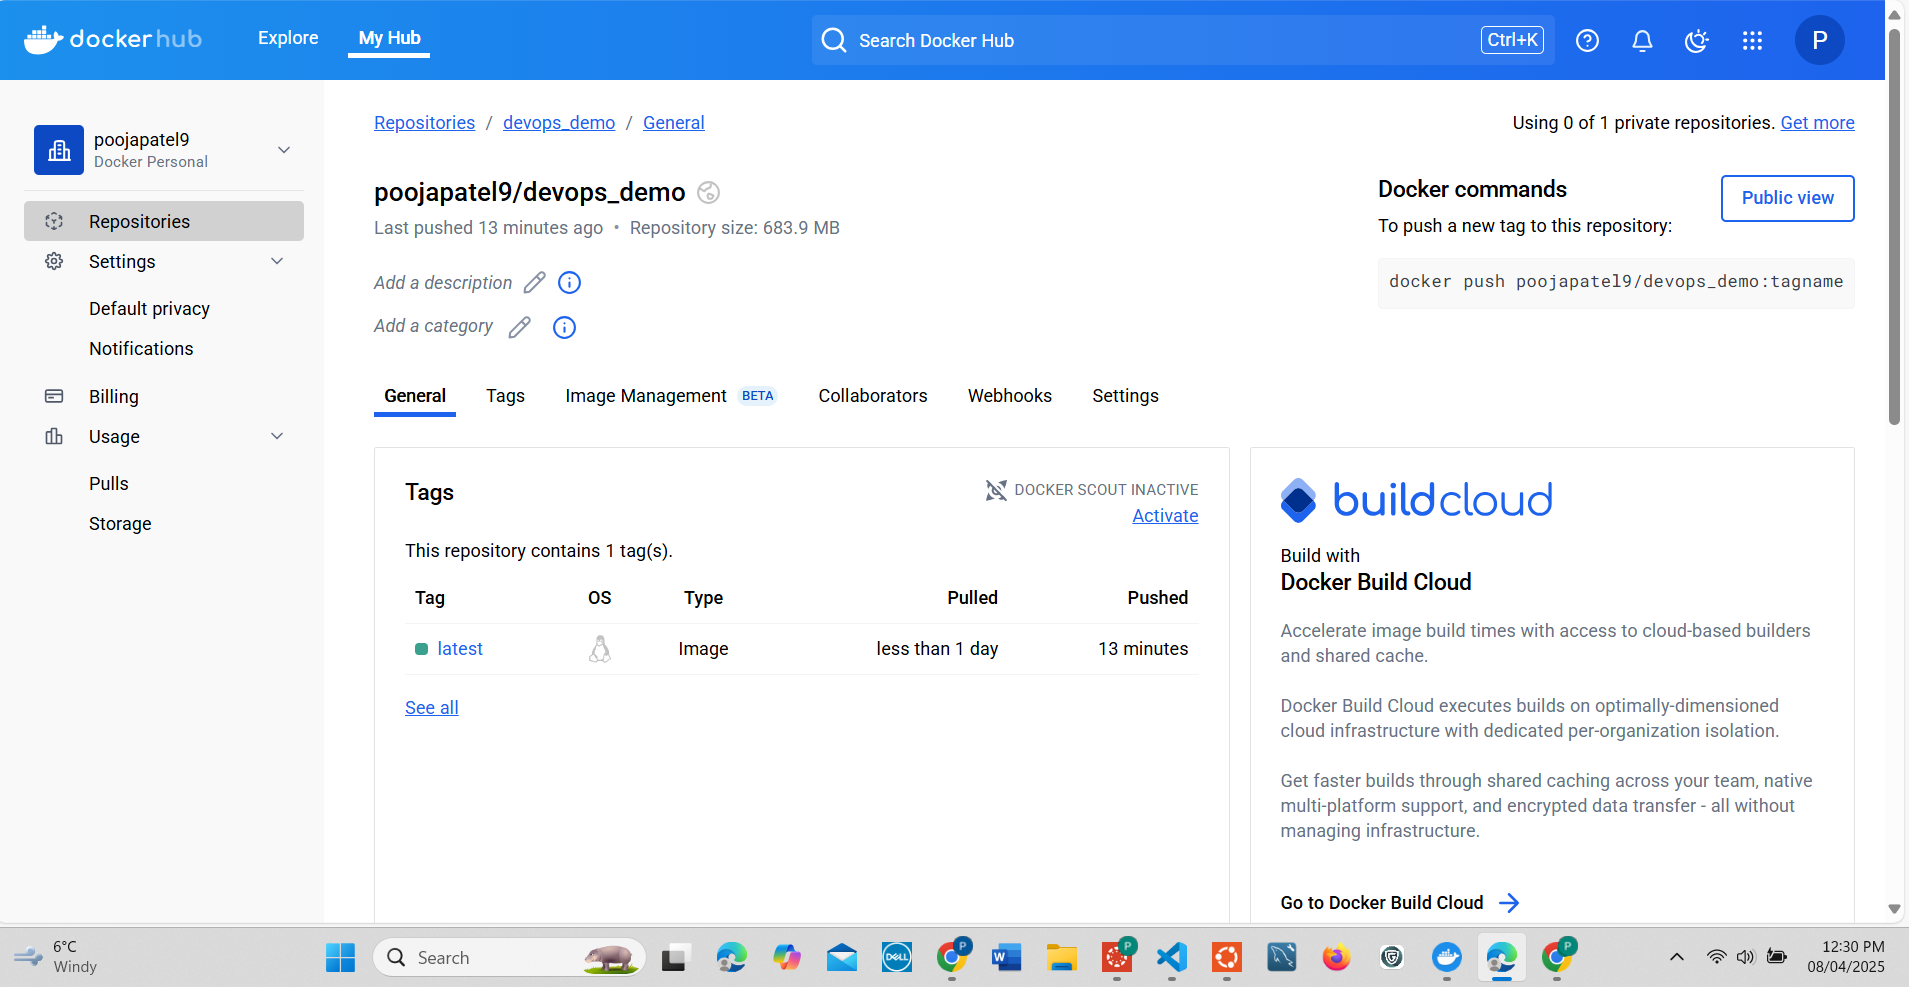 docker hub
Explore
My Hub
Search Docker Hub
Ctrl+K
P
poojapatel9
Docker Personal
Repositories
Settings
Default privacy
Notifications
Billing
Usage
Pulls
Storage
Repositories / devops_demo / General
Using 0 of 1 private repositories. Get more
poojapatel9/devops_demo
Last pushed 13 minutes ago • Repository size: 683.9 MB
Add a description
Add a category
Docker commands
Public view
To push a new tag to this repository:
docker push poojapatel9/devops_demo:tagname
General Tags Image Management BETA Collaborators Webhooks Settings
Tags
DOCKER SCOUT INACTIVE
Activate
This repository contains 1 tag(s).
Tag OS Type Pulled Pushed
latest Image less than 1 day 13 minutes
See all
buildcloud
Build with
Docker Build Cloud
Accelerate image build times with access to cloud-based builders
and shared cache.
Docker Build Cloud executes builds on optimally-dimensioned
cloud infrastructure with dedicated per-organization isolation.
Get faster builds through shared caching across your team, native
multi-platform support, and encrypted data transfer - all without
managing infrastructure.
Go to Docker Build Cloud
6°C
Windy
Search
DELL
P
W
P
P
12:30 PM
08/04/2025